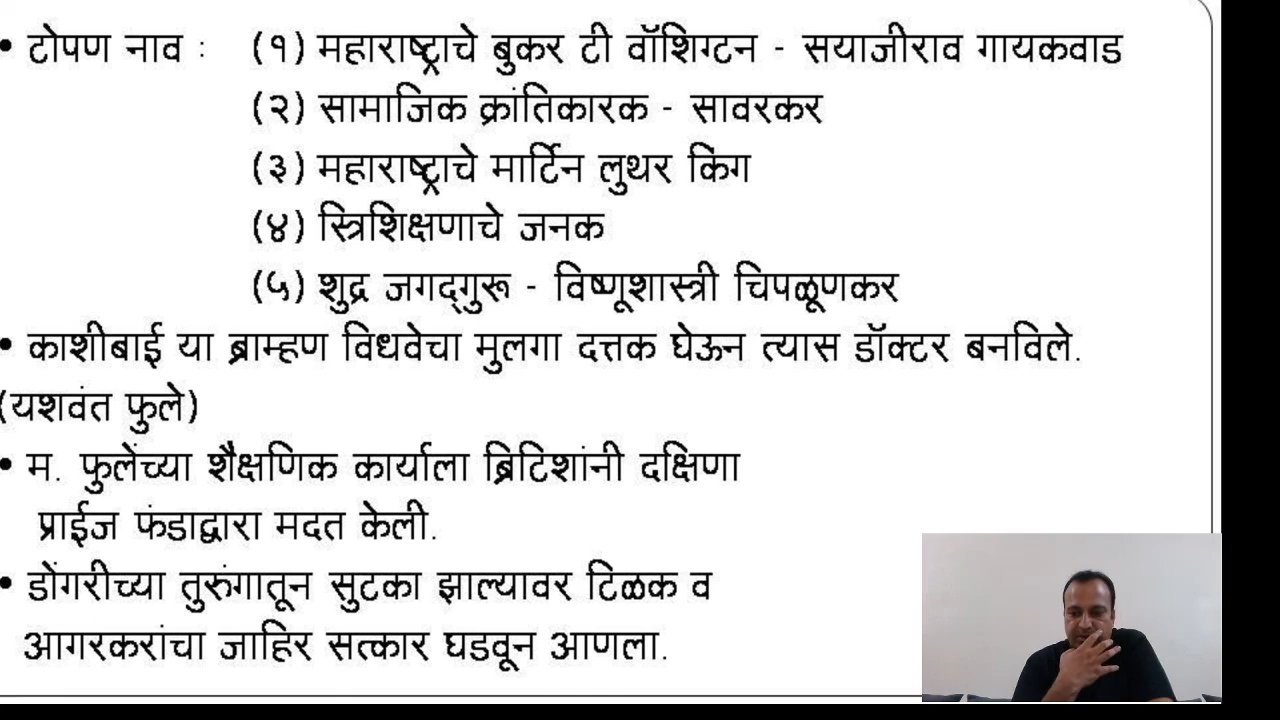 • टोपण नाव : (१) महाराष्ट्राचे बुकर टी वॉशिग्टन - सयाजीराव गायकवाड
(२) सामाजिक क्रांतिकारक - सावरकर
(३) महाराष्ट्राचे मार्टिन लुथर किंग
(४) स्त्रिशिक्षणाचे जनक
(५) शुद्र जगद्‌गुरू - विष्णूशास्त्री चिपळूणकर
• काशीबाई या ब्राम्हण विधवेचा मुलगा दत्तक घेऊन त्यास डॉक्टर बनविले.
(यशवंत फुले)
• म. फुलेंच्या शैक्षणिक कार्याला ब्रिटिशांनी दक्षिणा
प्राईज फंडाद्वारा मदत केली.
• डोंगरीच्या तुरुंगातून सुटका झाल्यावर टिळक व
आगरकरांचा जाहिर सत्कार घडवून आणला.